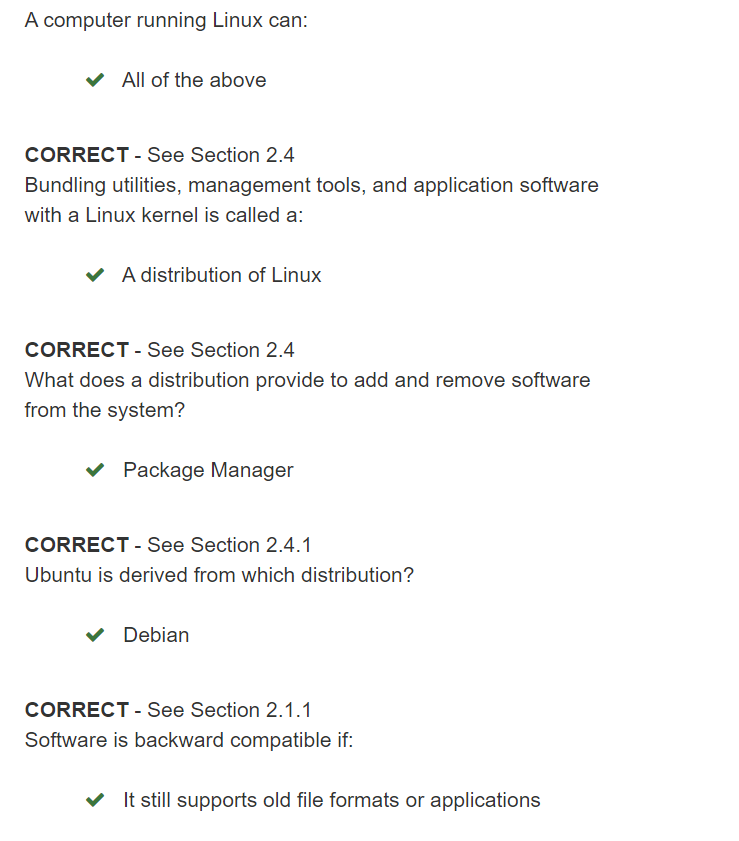 A computer running Linux can:
All of the above
CORRECT - See Section 2.4
Bundling utilities, management tools, and application software
with a Linux kernel is called a:
A distribution of Linux
CORRECT - See Section 2.4
What does a distribution provide to add and remove software
from the system?
Package Manager
CORRECT - See Section 2.4.1
Ubuntu is derived from which distribution?
Debian
CORRECT - See Section 2.1.1
Software is backward compatible if:
It still supports old file formats or applications